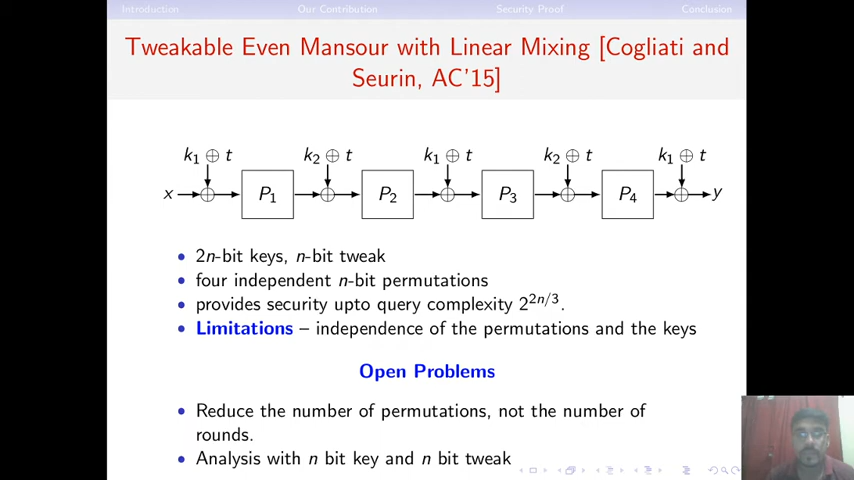 Introduction Our Contribution Security Proof Conclusion
Tweakable Even Mansour with Linear Mixing [Cogliati and
Seurin, AC'15]
k₁ ⊕ t k₂ ⊕ t k₁ ⊕ t k₂ ⊕ t k₁ ⊕ t
x P₁ P₂ P₃ P₄ y
• 2n-bit keys, n-bit tweak
• four independent n-bit permutations
• provides security upto query complexity 2^{2n/3}.
• Limitations – independence of the permutations and the keys
Open Problems
• Reduce the number of permutations, not the number of
rounds.
• Analysis with n bit key and n bit tweak